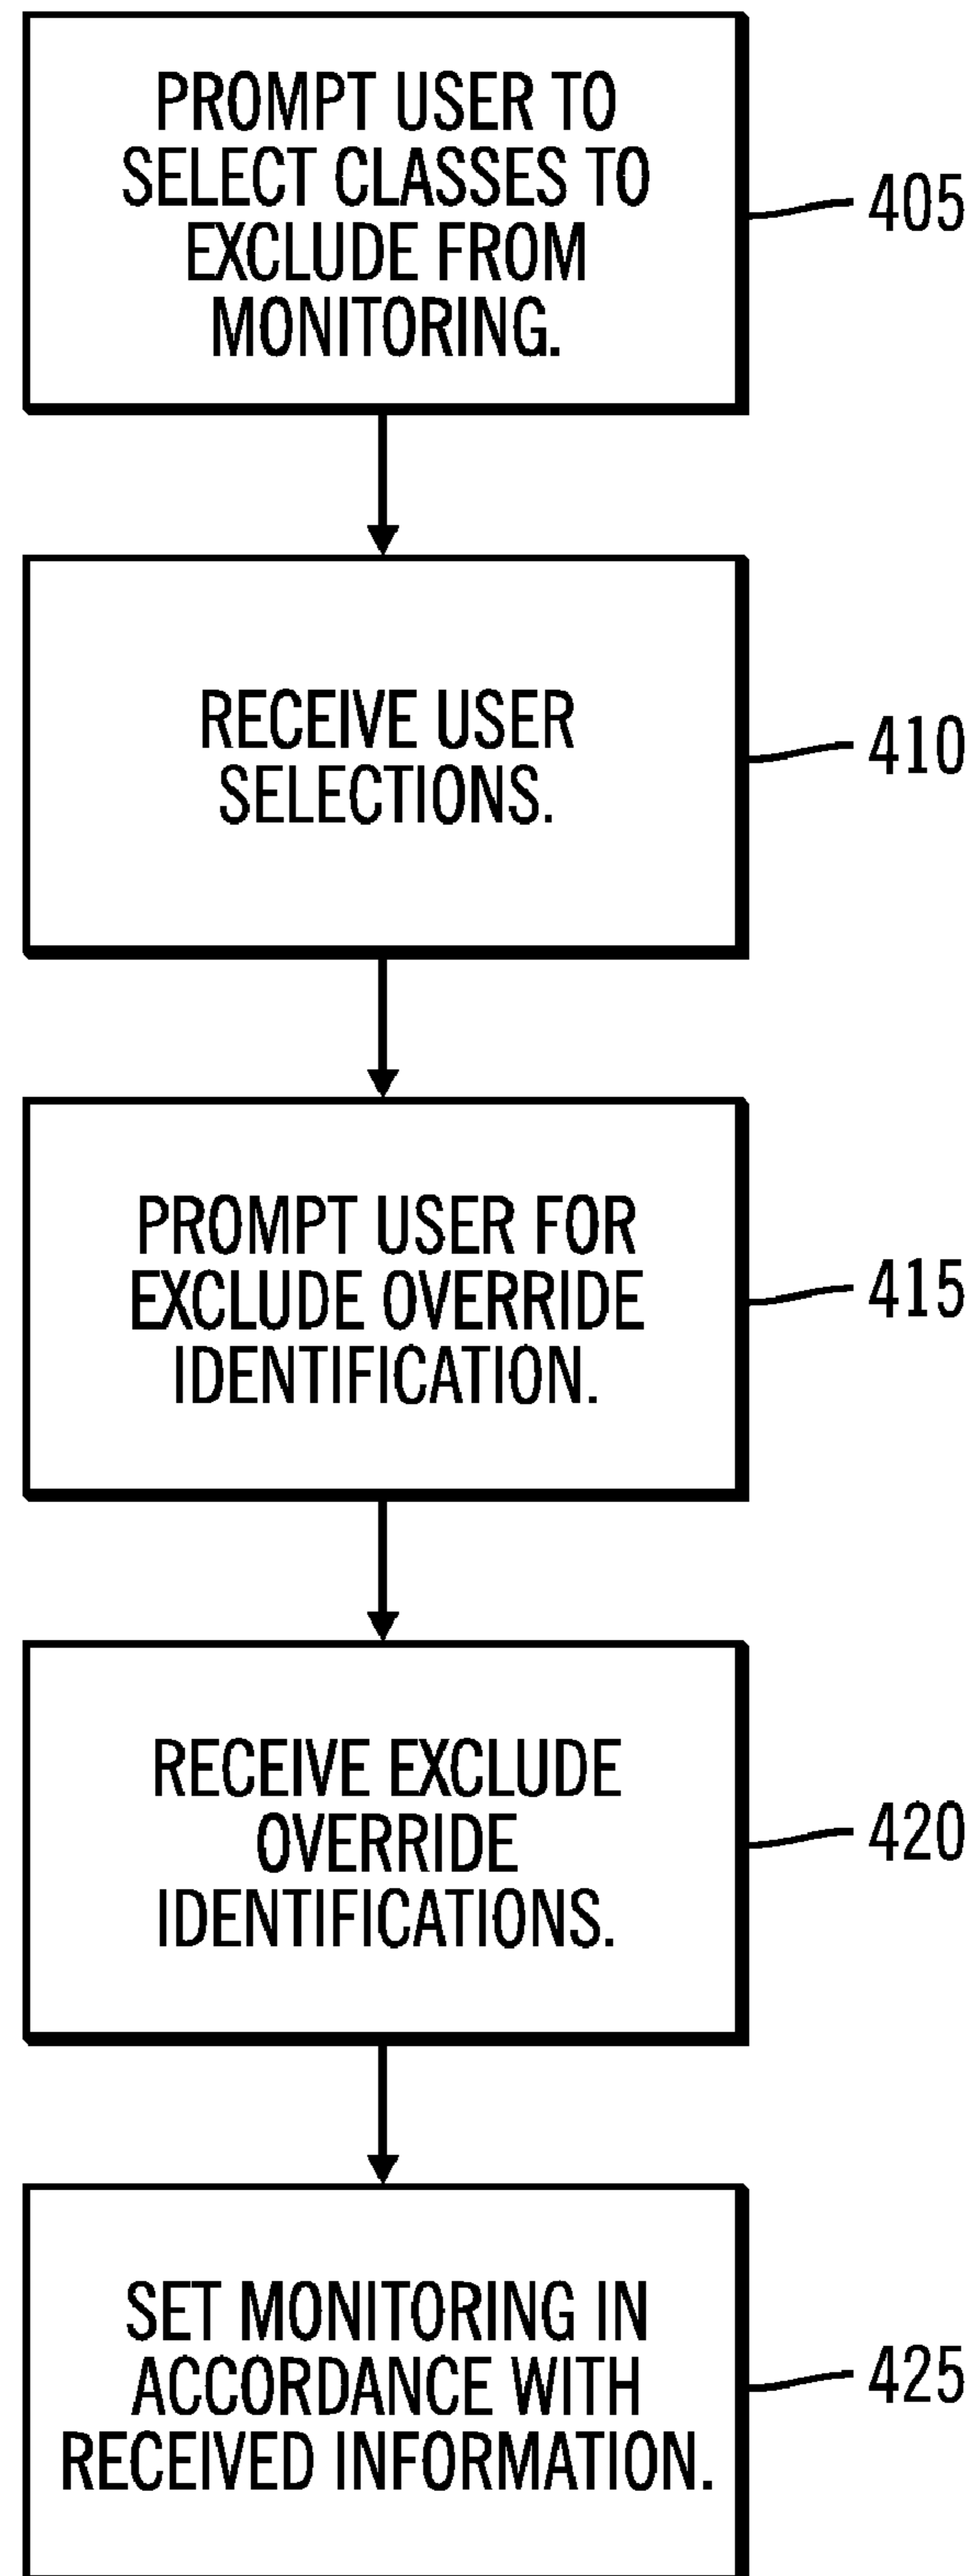 PROMPT USER TO
SELECT CLASSES TO
EXCLUDE FROM
MONITORING.
405
RECEIVE USER
SELECTIONS.
410
PROMPT USER FOR
EXCLUDE OVERRIDE
IDENTIFICATION.
415
RECEIVE EXCLUDE
OVERRIDE
IDENTIFICATIONS.
420
SET MONITORING IN
ACCORDANCE WITH
RECEIVED INFORMATION.
425